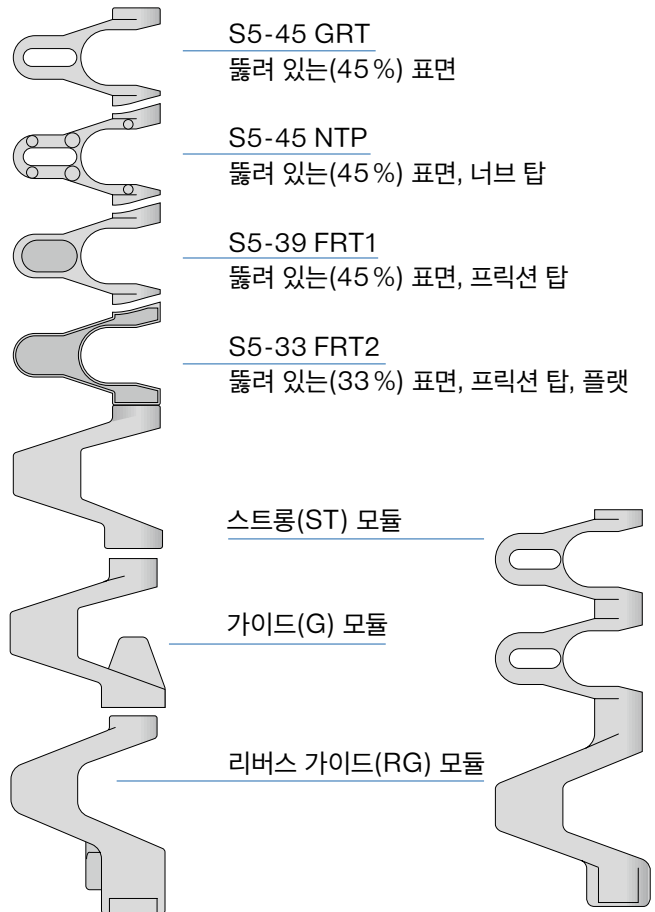 S5-45 GRT
뚫려 있는(45 %) 표면
S5-45 NTP
뚫려 있는(45 %) 표면, 너브 탑
S5-39 FRT1
뚫려 있는(45 %) 표면, 프릭션 탑
S5-33 FRT2
뚫려 있는(33 %) 표면, 프릭션 탑, 플랫
스트롱(ST) 모듈
가이드(G) 모듈
리버스 가이드(RG) 모듈